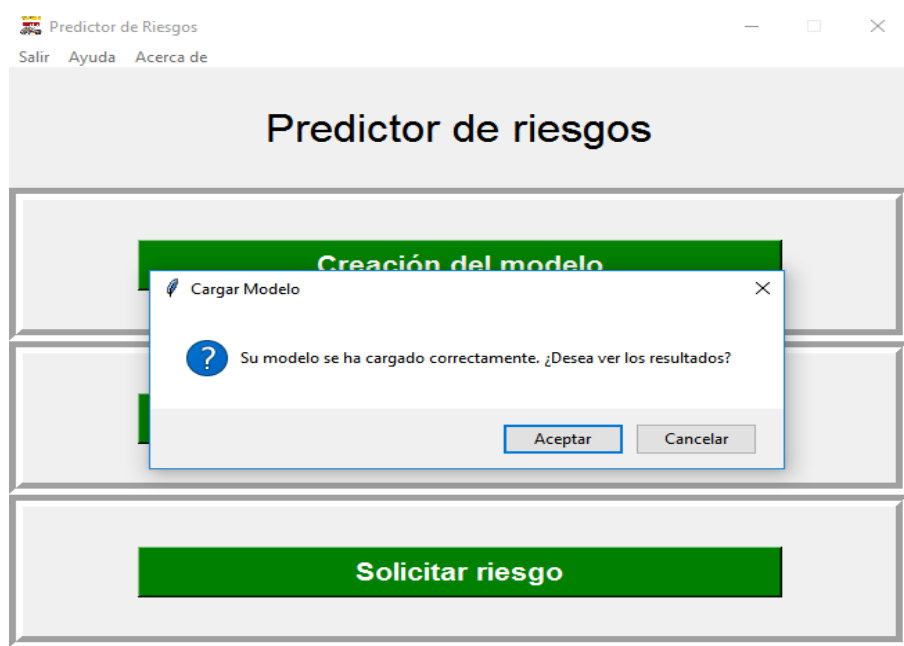 Predictor de Riesgos
Salir Ayuda Acerca de
Predictor de riesgos
Creación del modelo
Cargar Modelo
Su modelo se ha cargado correctamente. ¿Desea ver los resultados?
Aceptar Cancelar
Solicitar riesgo